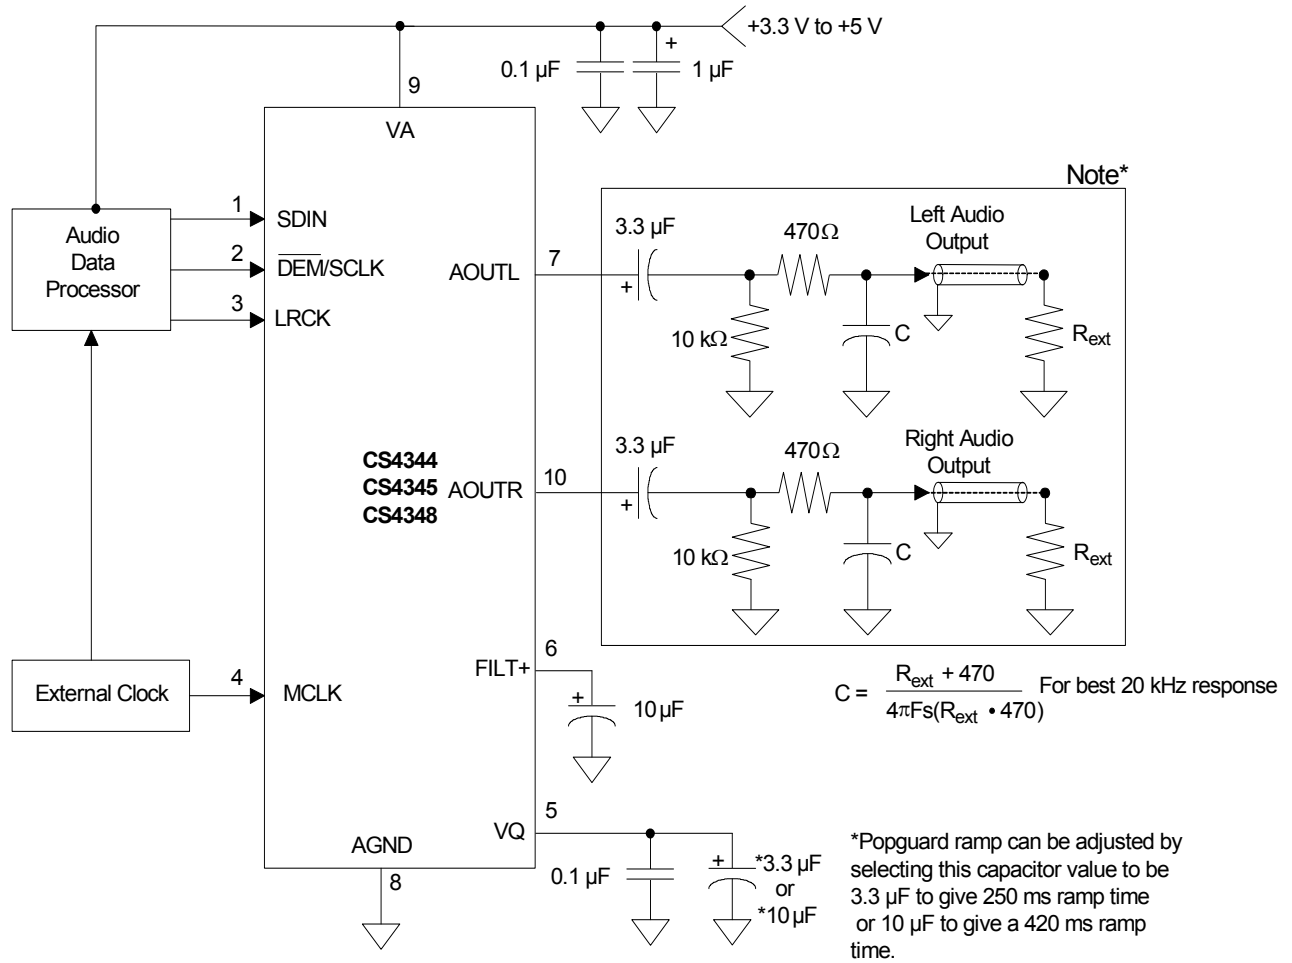 +3.3 V to +5 V
0.1 µF
1 µF
+
9
VA
Note*
Audio
Data
Processor
1
SDIN
2
DEM/SCLK
3
LRCK
AOUTL
7
3.3 µF
+
470Ω
Left Audio
Output
10 kΩ
C
Rext
CS4344
CS4345
CS4348
AOUTR
10
3.3 µF
+
470Ω
Right Audio
Output
10 kΩ
C
Rext
External Clock
4
MCLK
FILT+
6
+
10µF
C = Rext + 470 / 4πFs(Rext • 470) For best 20 kHz response
VQ
5
0.1 µF
+
*3.3 µF
or
*10µF
AGND
8
*Popguard ramp can be adjusted by
selecting this capacitor value to be
3.3 µF to give 250 ms ramp time
or 10 µF to give a 420 ms ramp
time.